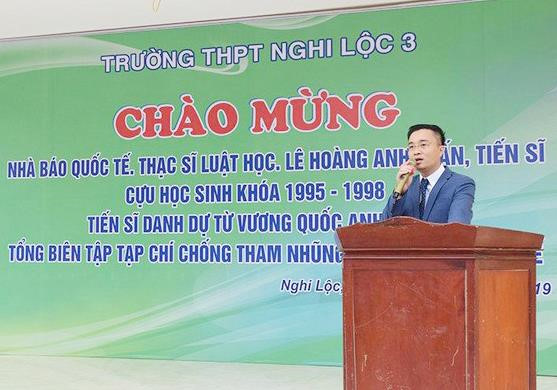 TRƯỜNG THPT NGHI LỘC 3
CHÀO MỪNG
NHÀ BÁO QUỐC TẾ. THẠC SĨ LUẬT HỌC. LÊ HOÀNG ANH ẤN, TIẾN SĨ
CỰU HỌC SINH KHÓA 1995 - 1998
TIẾN SĨ DANH DỰ TỪ VƯƠNG QUỐC ANH
TỔNG BIÊN TẬP TẠP CHÍ CHỐNG THAM NHŨNG
Nghi Lộc, 19